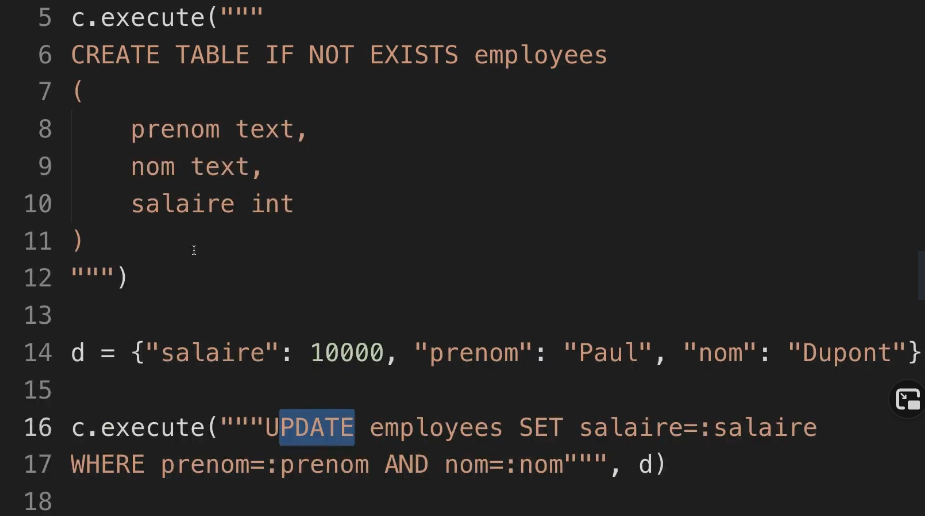 5 c.execute("""
6 CREATE TABLE IF NOT EXISTS employees
7 (
8     prenom text,
9     nom text,
10     salaire int
11 )
12 """)
13
14 d = {"salaire": 10000, "prenom": "Paul", "nom": "Dupont"}
15
16 c.execute("""UPDATE employees SET salaire=:salaire
17 WHERE prenom=:prenom AND nom=:nom""", d)
18